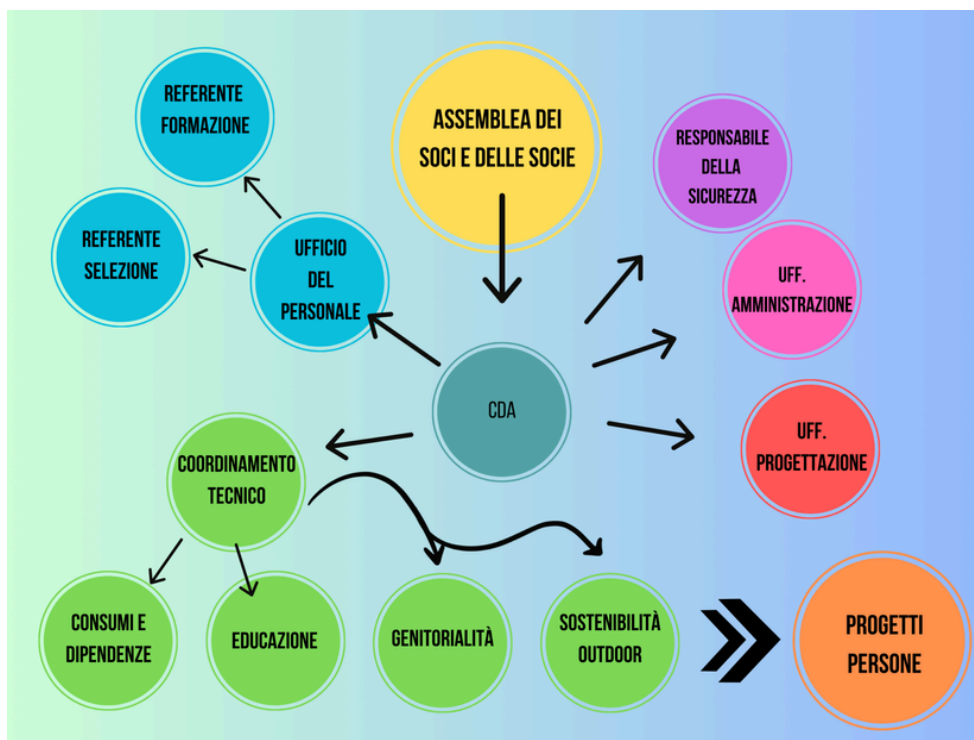 REFERENTE
FORMAZIONE
ASSEMBLEA DEI
SOCI E DELLE SOCIE
RESPONSABILE
DELLA
SICUREZZA
REFERENTE
SELEZIONE
UFFICIO
DEL
PERSONALE
UFF.
AMMINISTRAZIONE
CDA
UFF.
PROGETTAZIONE
COORDINAMENTO
TECNICO
CONSUMI E
DIPENDENZE
EDUCAZIONE
GENITORIALITÀ
SOSTENIBILITÀ
OUTDOOR
PROGETTI
PERSONE